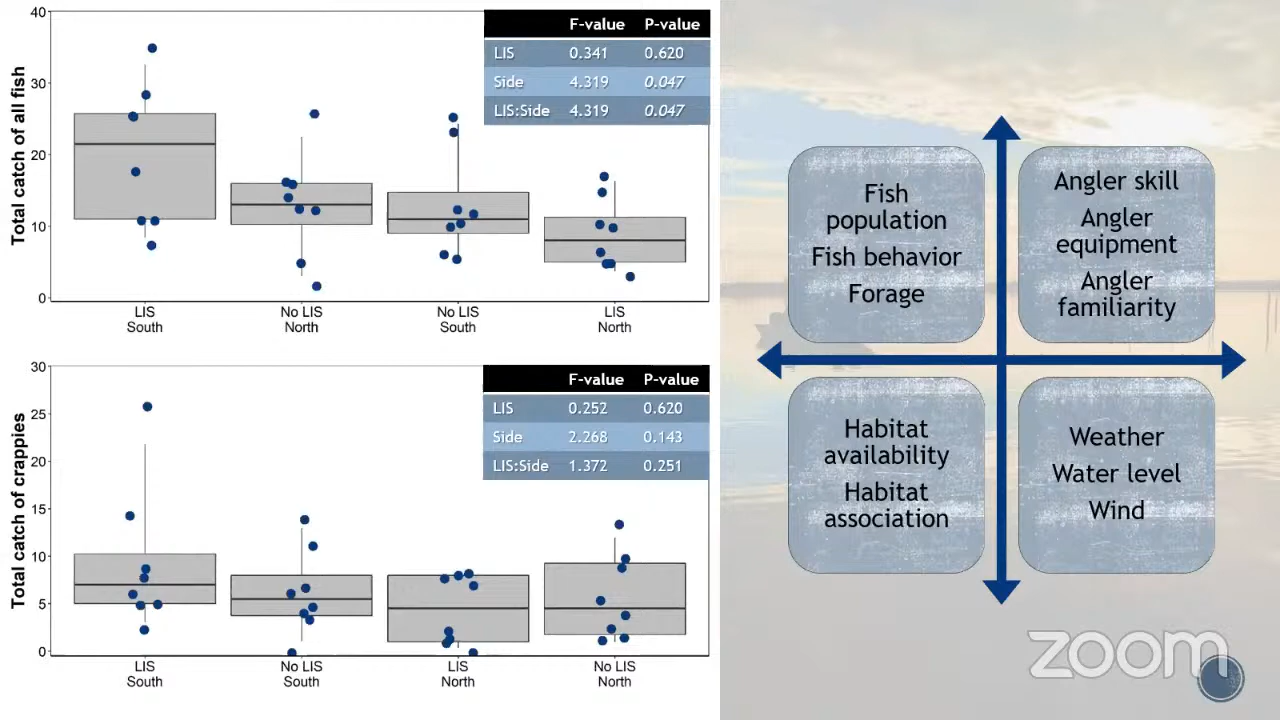 Total catch of all fish
40
30
20
10
0
F-value P-value
LIS 0.341 0.620
Side 4.319 0.047
LIS:Side 4.319 0.047
LIS South
No LIS North
No LIS South
LIS North
Total catch of crappies
30
25
20
15
10
5
0
F-value P-value
LIS 0.252 0.620
Side 2.268 0.143
LIS:Side 1.372 0.251
LIS South
No LIS South
LIS North
No LIS North
Fish
population
Fish behavior
Forage
Angler skill
Angler
equipment
Angler
familiarity
Habitat
availability
Habitat
association
Weather
Water level
Wind
zoom